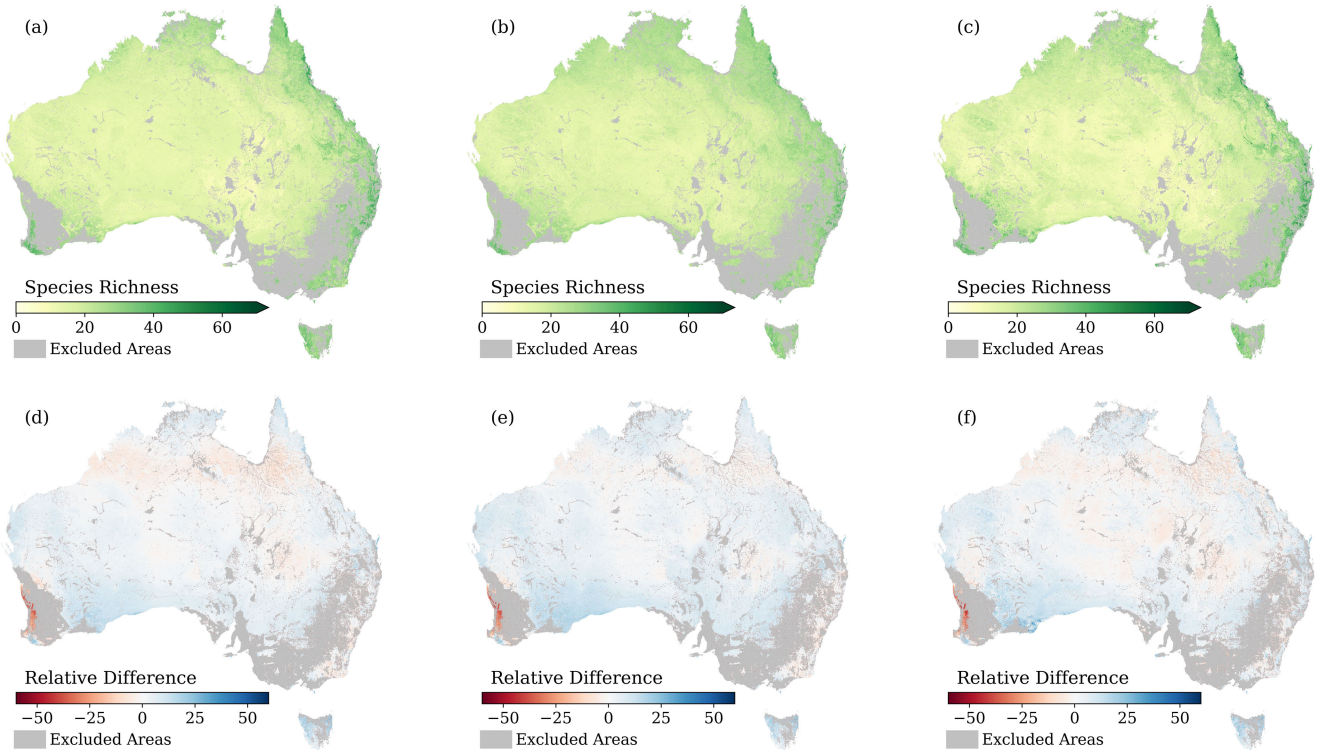 (a)
(b)
(c)
Species Richness
0 20 40 60
Excluded Areas
Species Richness
0 20 40 60
Excluded Areas
Species Richness
0 20 40 60
Excluded Areas
(d)
(e)
(f)
Relative Difference
−50 −25 0 25 50
Excluded Areas
Relative Difference
−50 −25 0 25 50
Excluded Areas
Relative Difference
−50 −25 0 25 50
Excluded Areas